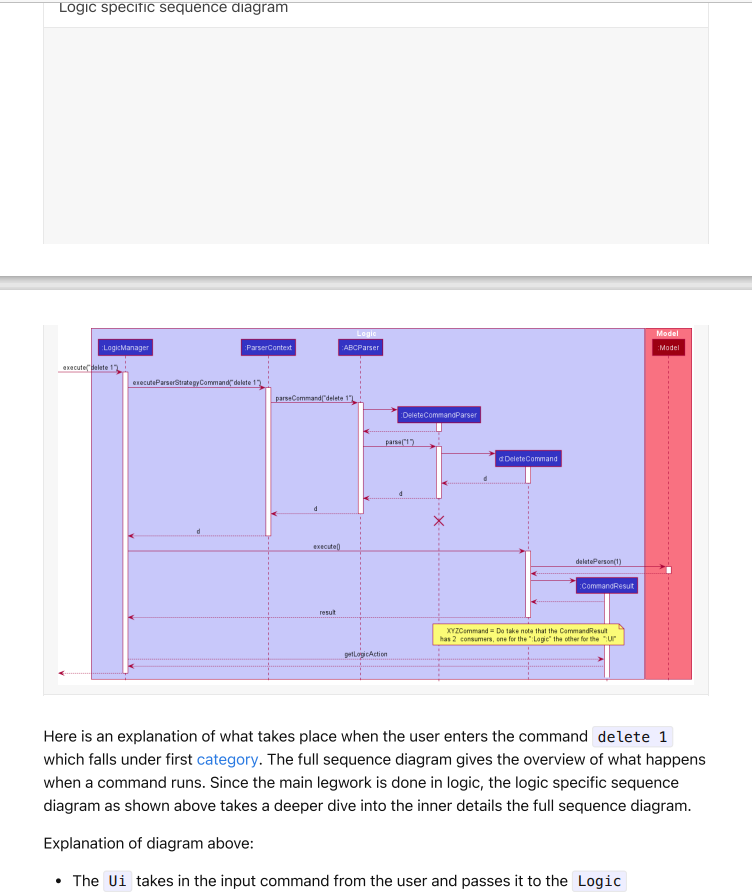 Logic specific sequence diagram
Logic
Model
:LogicManager
:ParserContext
:ABCParser
:Model
execute("delete 1")
executeParserStrategyCommand("delete 1")
parseCommand("delete 1")
:DeleteCommandParser
parse("1")
d:DeleteCommand
d
d
d
d
execute()
deletePerson(1)
:CommandResult
result
XYZCommand = Do take note that the CommandResult
has 2 consumers, one for the ":Logic" the other for the ":UI"
getLogicAction
Here is an explanation of what takes place when the user enters the command delete 1
which falls under first category. The full sequence diagram gives the overview of what happens
when a command runs. Since the main legwork is done in logic, the logic specific sequence
diagram as shown above takes a deeper dive into the inner details the full sequence diagram.
Explanation of diagram above:
• The Ui takes in the input command from the user and passes it to the Logic